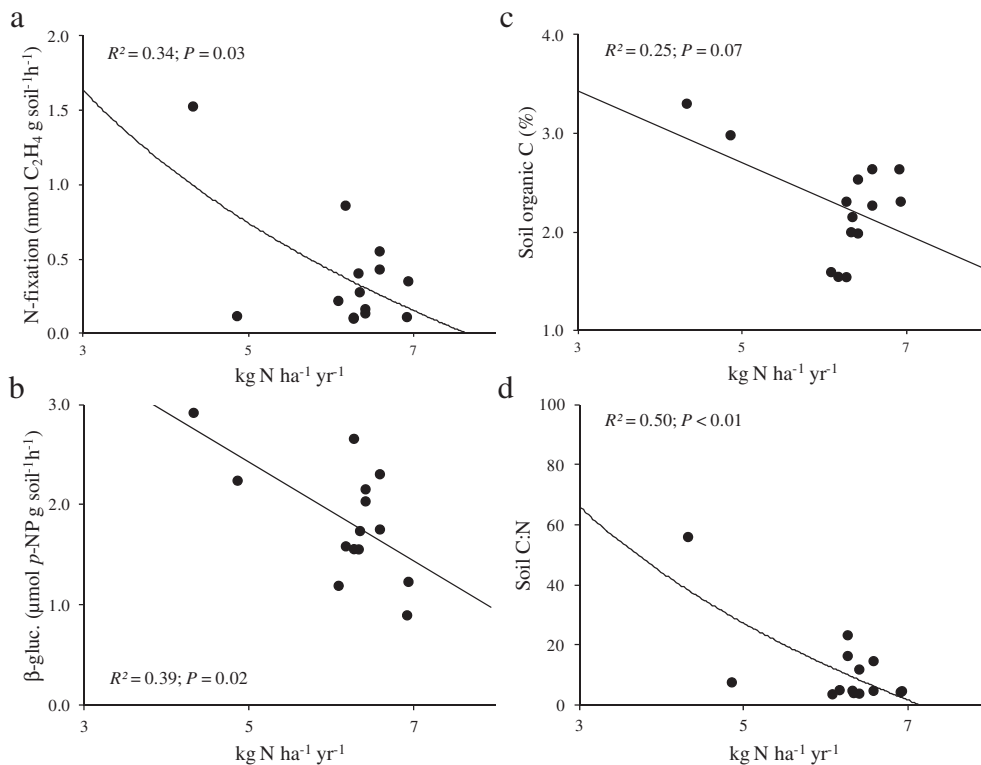 a
N-fixation (nmol C₂H₄ g soil⁻¹h⁻¹)
2.0
1.5
1.0
0.5
0.0
R² = 0.34; P = 0.03
3
5
7
kg N ha⁻¹ yr⁻¹
c
Soil organic C (%)
4.0
3.0
2.0
1.0
R² = 0.25; P = 0.07
3
5
7
kg N ha⁻¹ yr⁻¹
b
β-gluc. (μmol p-NP g soil⁻¹h⁻¹)
3.0
2.0
1.0
0.0
R² = 0.39; P = 0.02
3
5
7
kg N ha⁻¹ yr⁻¹
d
Soil C:N
100
80
60
40
20
0
R² = 0.50; P < 0.01
3
5
7
kg N ha⁻¹ yr⁻¹